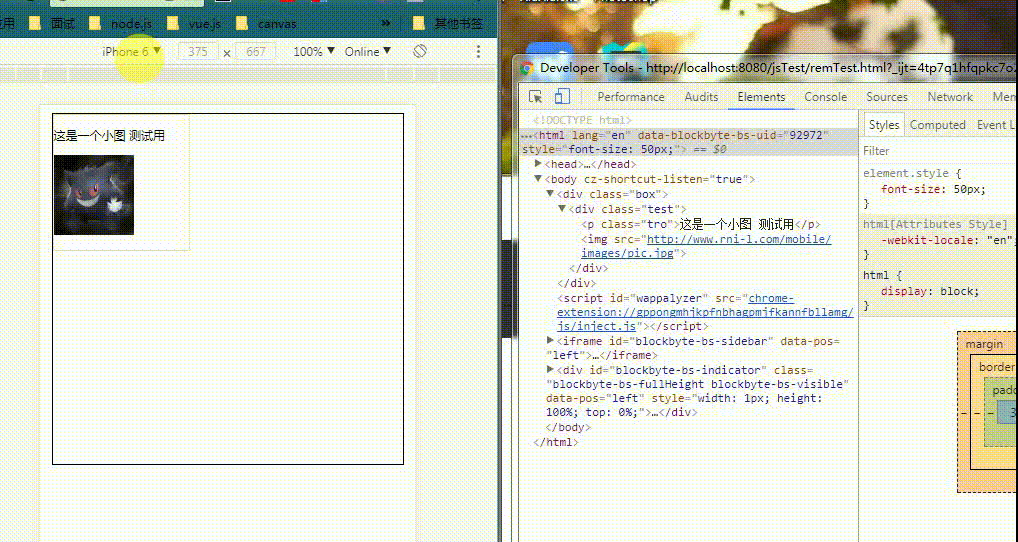 面试 node.js vue.js canvas » 其他书签
iPhone 6 ▼ 375 × 667 100% ▼ Online ▼
这是一个小图 测试用
Developer Tools - http://localhost:8080/jsTest/remTest.html?_ijt=4tp7q1hfqpkc7o
Performance Audits Elements Console Sources Network
<!DOCTYPE html>
…<html lang="en" data-blockbyte-bs-uid="92972"
style="font-size: 50px;"> == $0
▶<head>…</head>
▼<body cz-shortcut-listen="true">
▼<div class="box">
▼<div class="test">
<p class="tro">这是一个小图 测试用</p>
<img src="http://www.rni-l.com/mobile/
images/pic.jpg">
</div>
</div>
<script id="wappalyzer" src="chrome-
extension://gppongmhjkpfnbhagpmjfkannfbllamg/
js/inject.js"></script>
▶<iframe id="blockbyte-bs-sidebar" data-pos=
"left">…</iframe>
▶<div id="blockbyte-bs-indicator" class=
"blockbyte-bs-fullHeight blockbyte-bs-visible"
data-pos="left" style="width: 1px; height:
100%; top: 0%;">…</div>
</body>
</html>
Styles Computed Event L
Filter
element.style {
font-size: 50px;
}
html[Attributes Style]
-webkit-locale: "en";
}
html {
display: block;
}
margin
border
padd
3